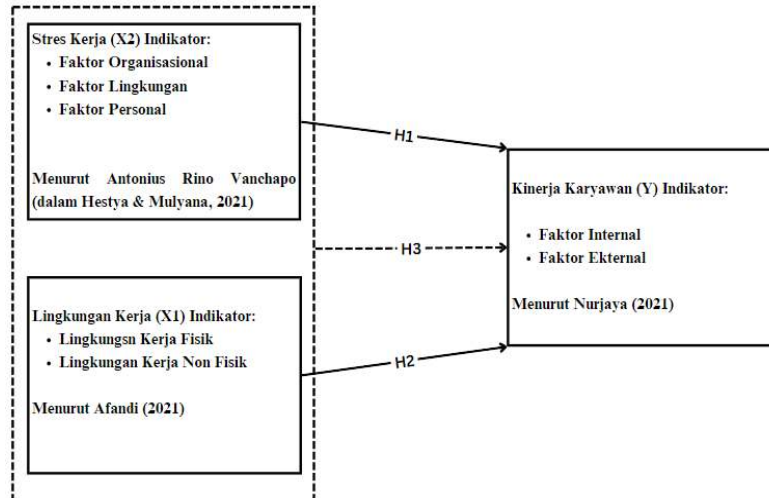 Stres Kerja (X2) Indikator:
• Faktor Organisasional
• Faktor Lingkungan
• Faktor Personal
Menurut Antonius Rino Vanchapo
(dalam Hestya & Mulyana, 2021)
H1
Kinerja Karyawan (Y) Indikator:
• Faktor Internal
• Faktor Ekternal
Menurut Nurjaya (2021)
H3
Lingkungan Kerja (X1) Indikator:
• Lingkungsn Kerja Fisik
• Lingkungan Kerja Non Fisik
Menurut Afandi (2021)
H2